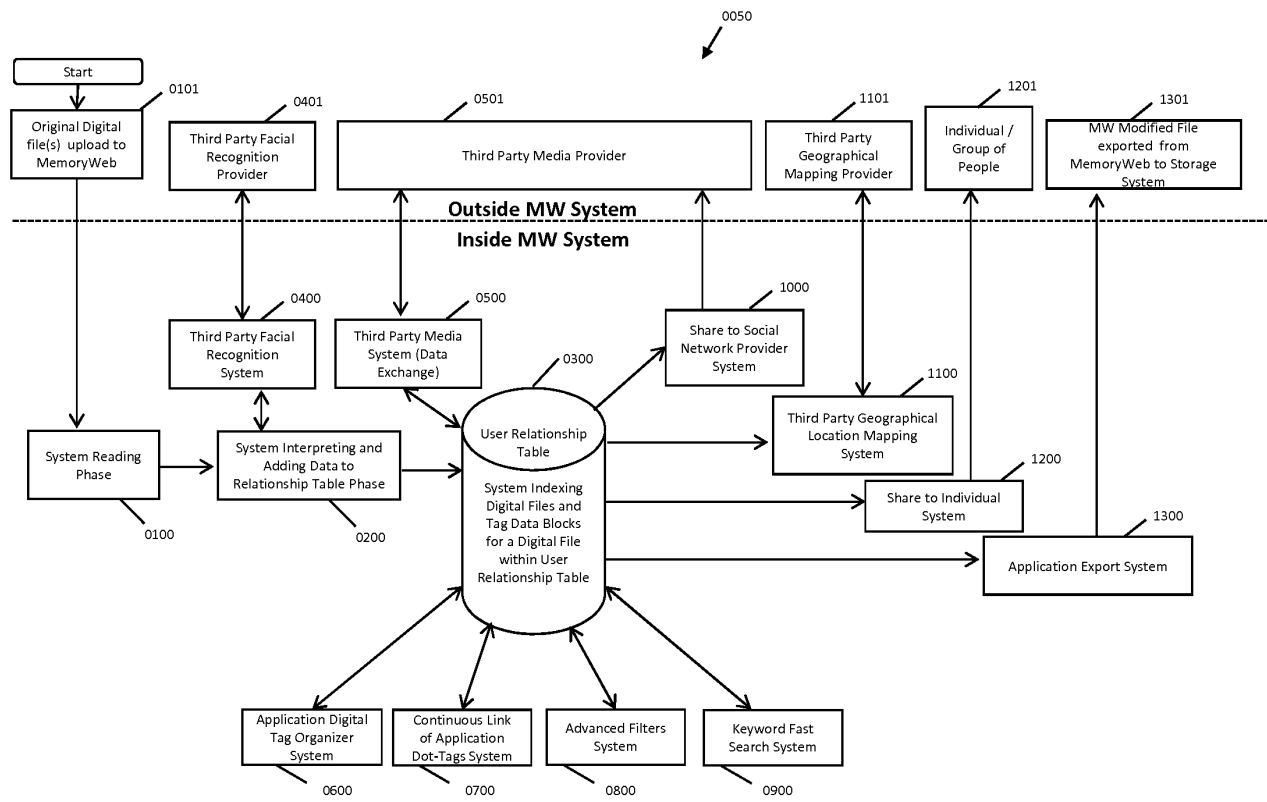 0050
Start
0101
0401
0501
1101
1201
1301
Original Digital
file(s) upload to
MemoryWeb
Third Party Facial
Recognition
Provider
Third Party Media Provider
Third Party
Geographical
Mapping Provider
Individual /
Group of
People
MW Modified File
exported from
MemoryWeb to Storage
System
Outside MW System
Inside MW System
0400
0500
1000
Third Party Facial
Recognition
System
Third Party Media
System (Data
Exchange)
0300
Share to Social
Network Provider
System
1100
Third Party Geographical
Location Mapping
System
System Reading
Phase
System Interpreting and
Adding Data to
Relationship Table Phase
User Relationship
Table
1200
Share to Individual
System
0100
0200
System Indexing
Digital Files and
Tag Data Blocks
for a Digital File
within User
Relationship Table
1300
Application Export System
Application Digital
Tag Organizer
System
Continuous Link
of Application
Dot-Tags System
Advanced Filters
System
Keyword Fast
Search System
0600
0700
0800
0900